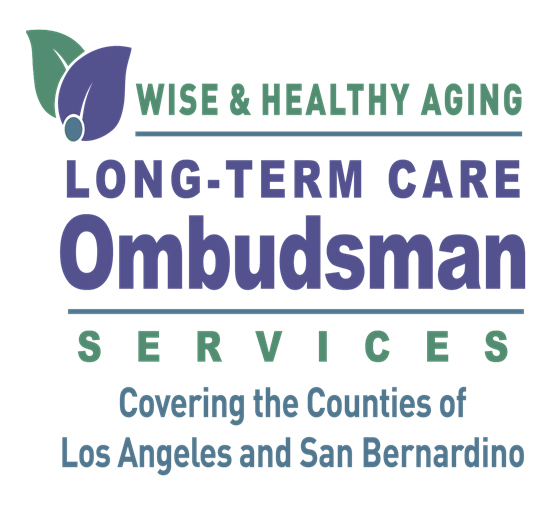 WISE & HEALTHY AGING
LONG-TERM CARE
Ombudsman
SERVICES
Covering the Counties of
Los Angeles and San Bernardino